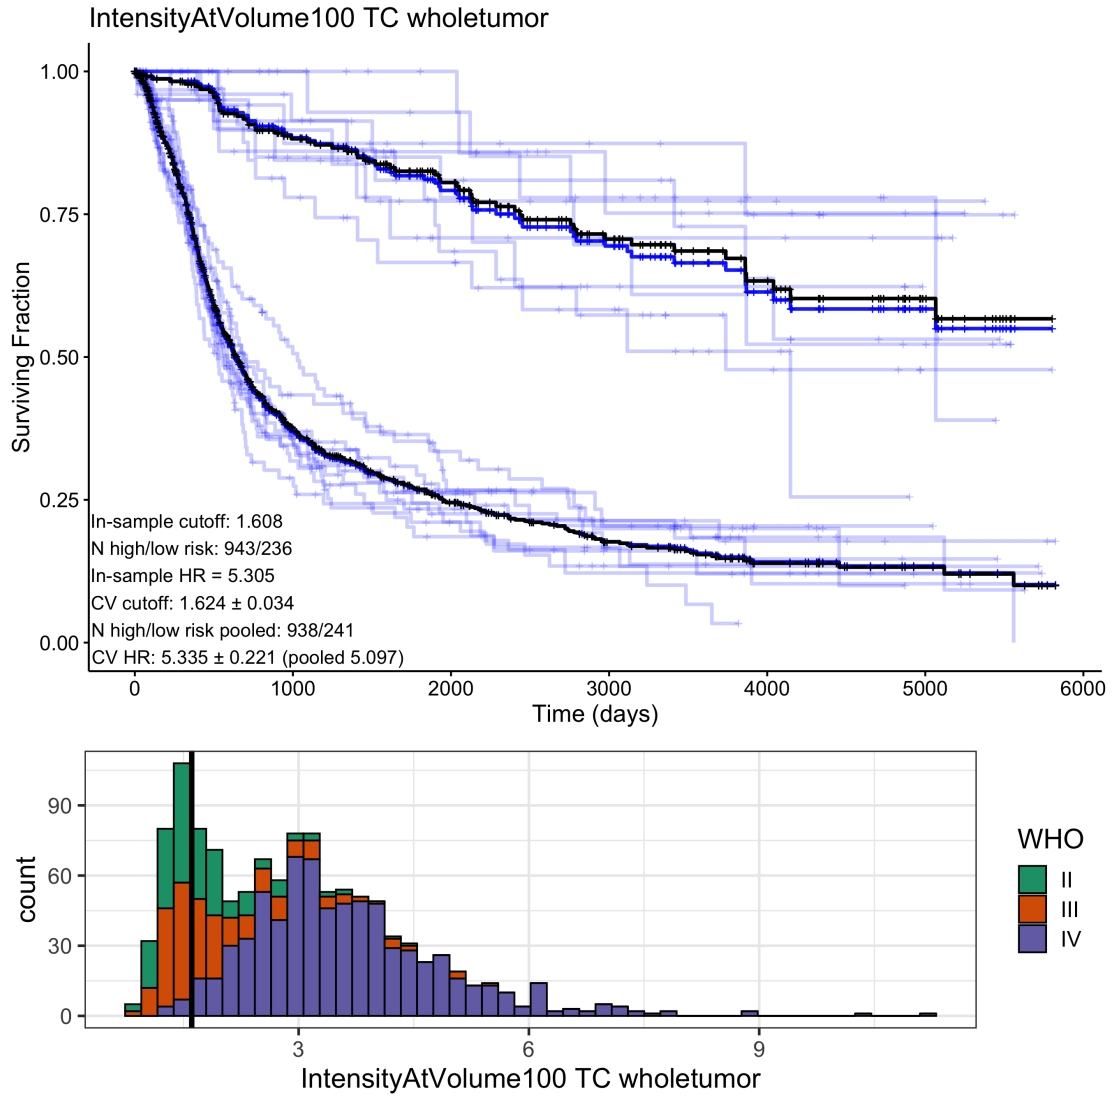 IntensityAtVolume100 TC wholetumor
1.00
0.75
0.50
0.25
0.00
Surviving Fraction
In-sample cutoff: 1.608
N high/low risk: 943/236
In-sample HR = 5.305
CV cutoff: 1.624 ± 0.034
N high/low risk pooled: 938/241
CV HR: 5.335 ± 0.221 (pooled 5.097)
0 1000 2000 3000 4000 5000 6000
Time (days)
90
60
30
0
count
3 6 9
IntensityAtVolume100 TC wholetumor
WHO
II
III
IV